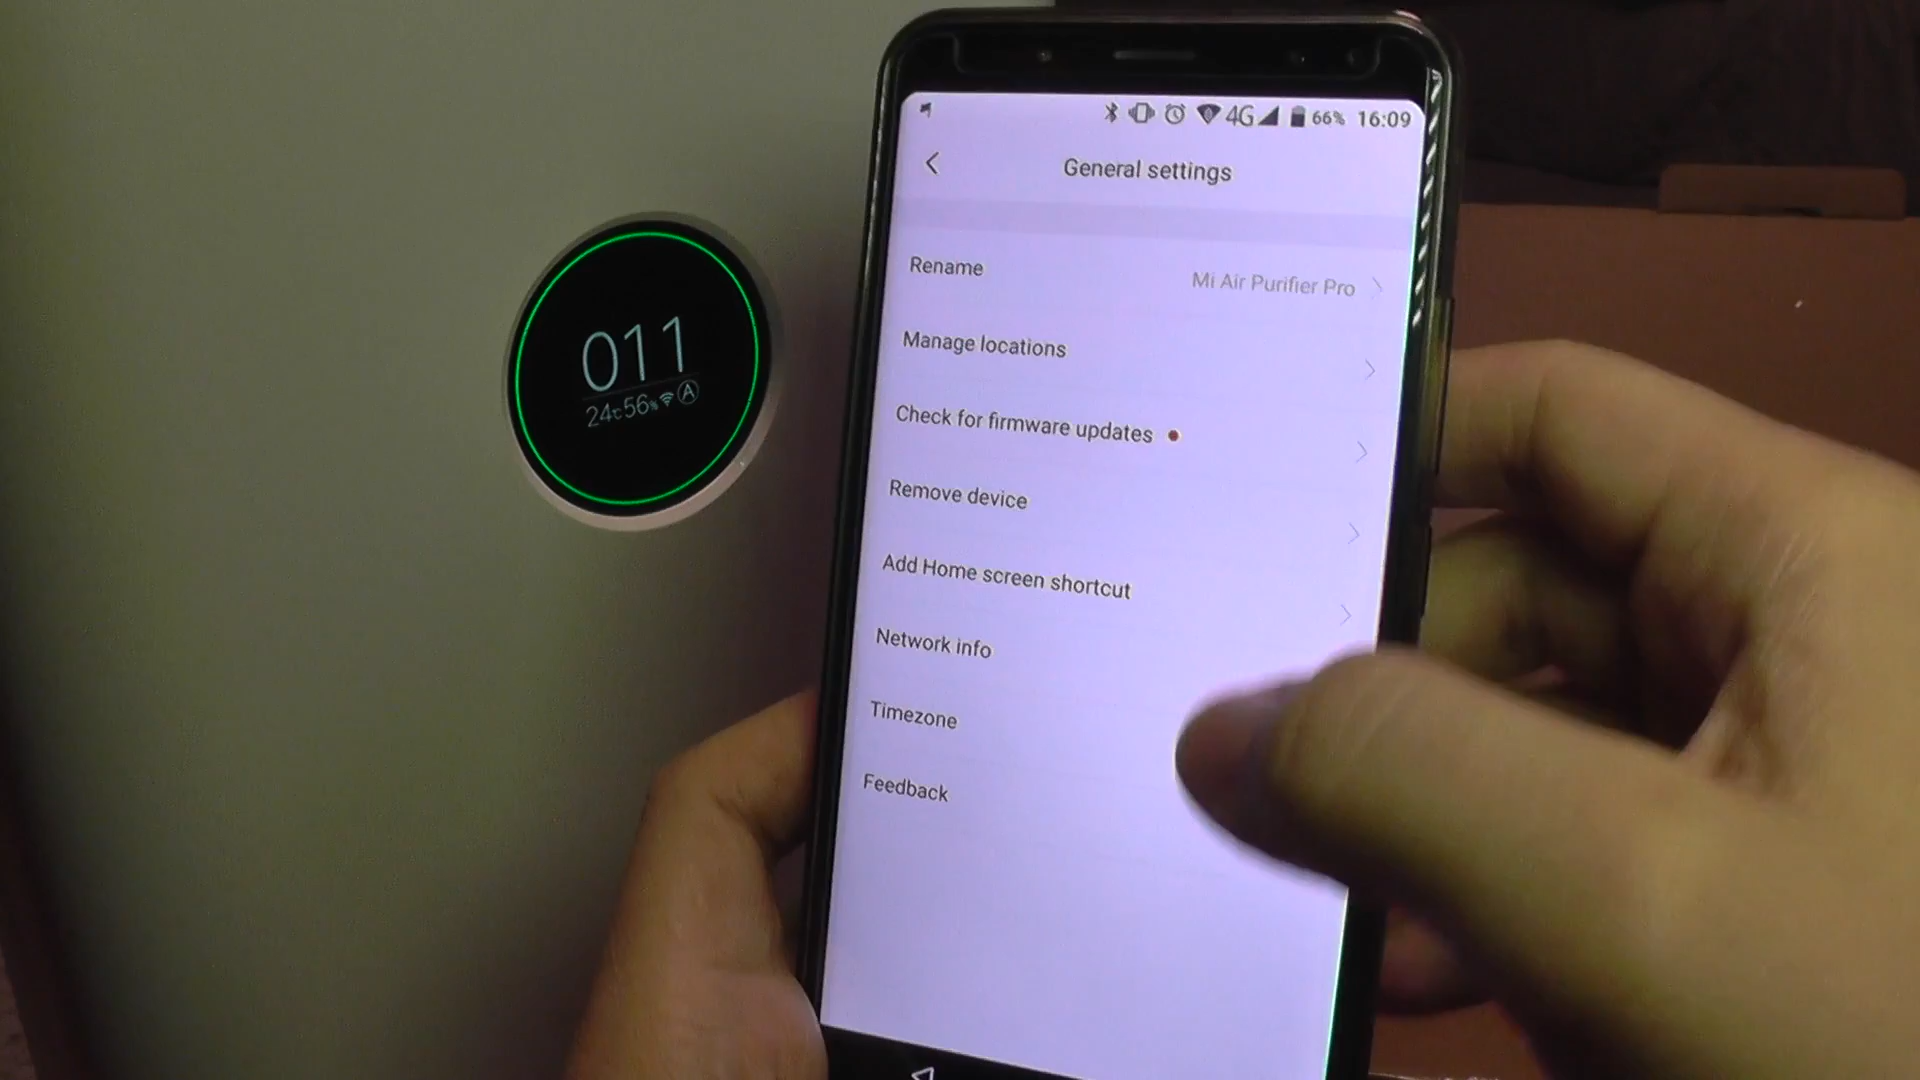 011
24℃ 56% A
4G 66% 16:09
General settings
Rename Mi Air Purifier Pro
Manage locations
Check for firmware updates
Remove device
Add Home screen shortcut
Network info
Timezone
Feedback